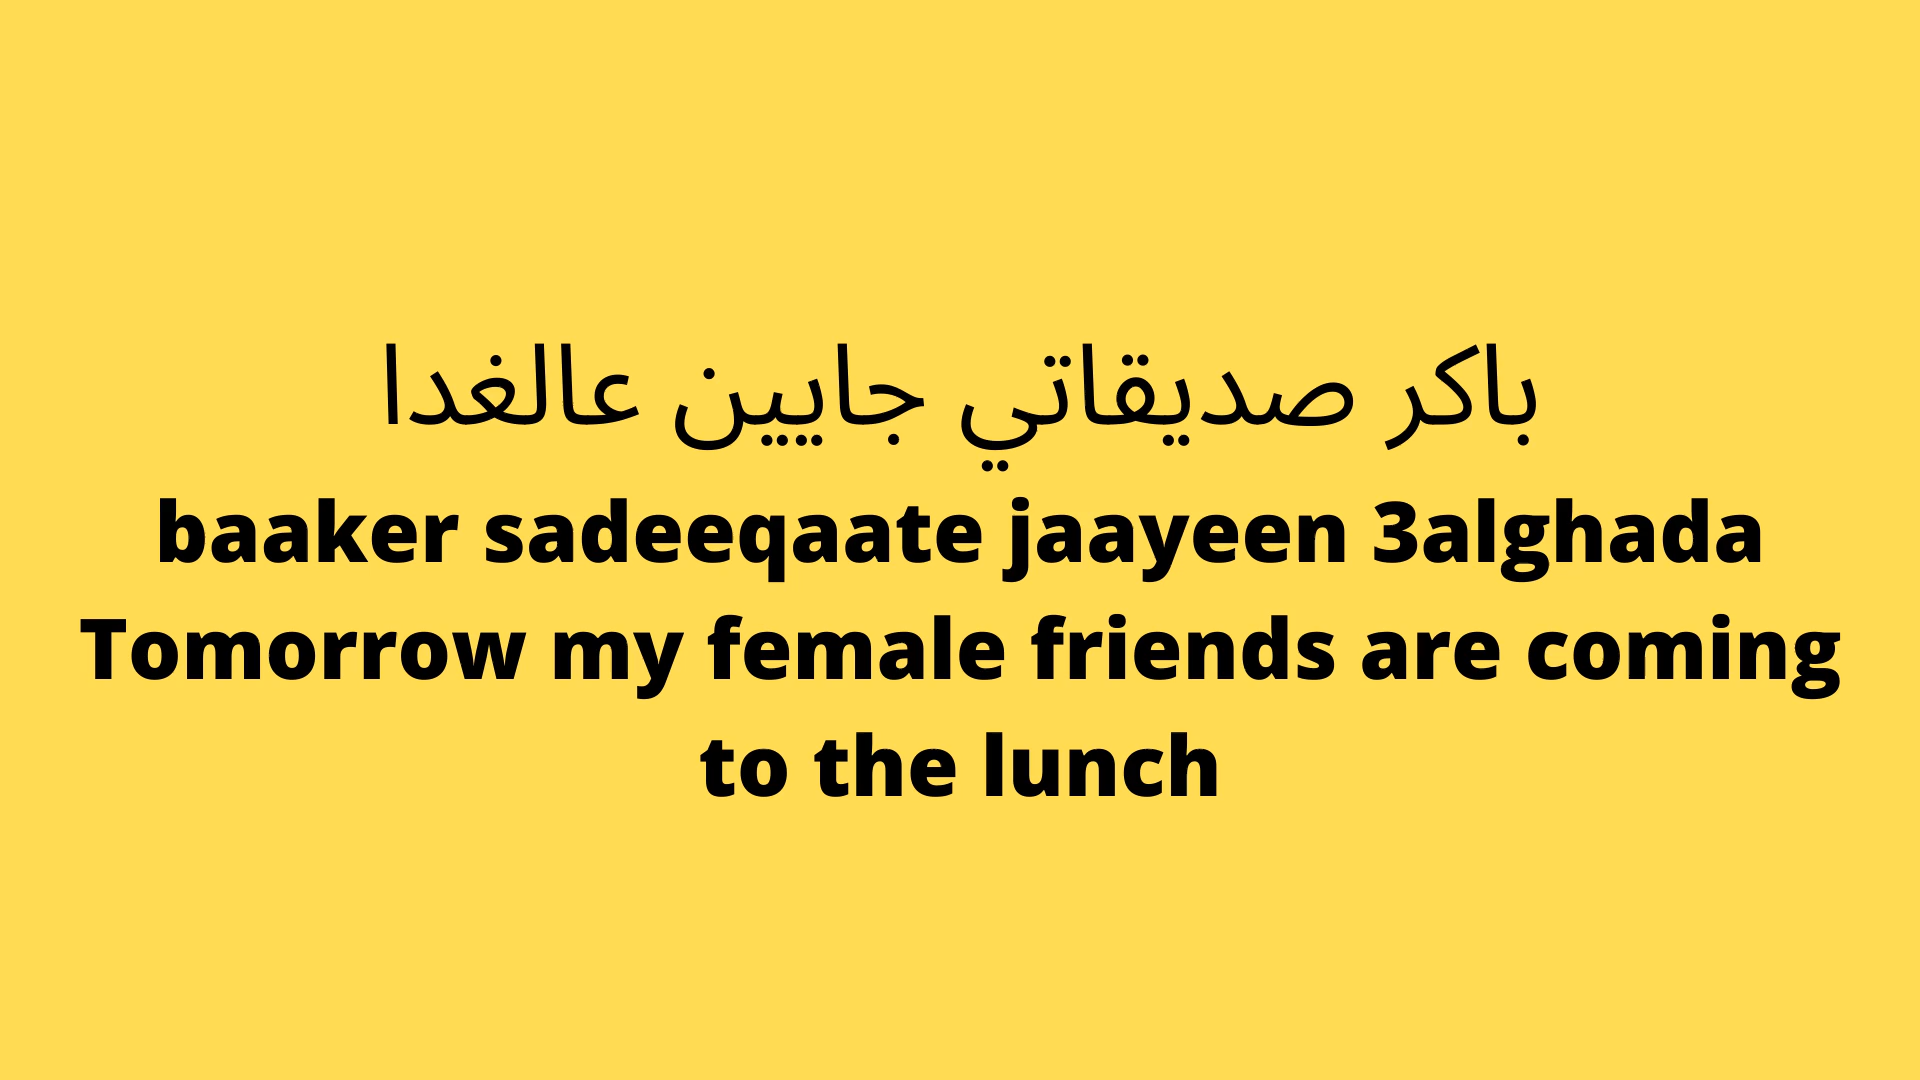 باكر صديقاتي جايين عالغدا
baaker sadeeqaate jaayeen 3alghada
Tomorrow my female friends are coming
to the lunch